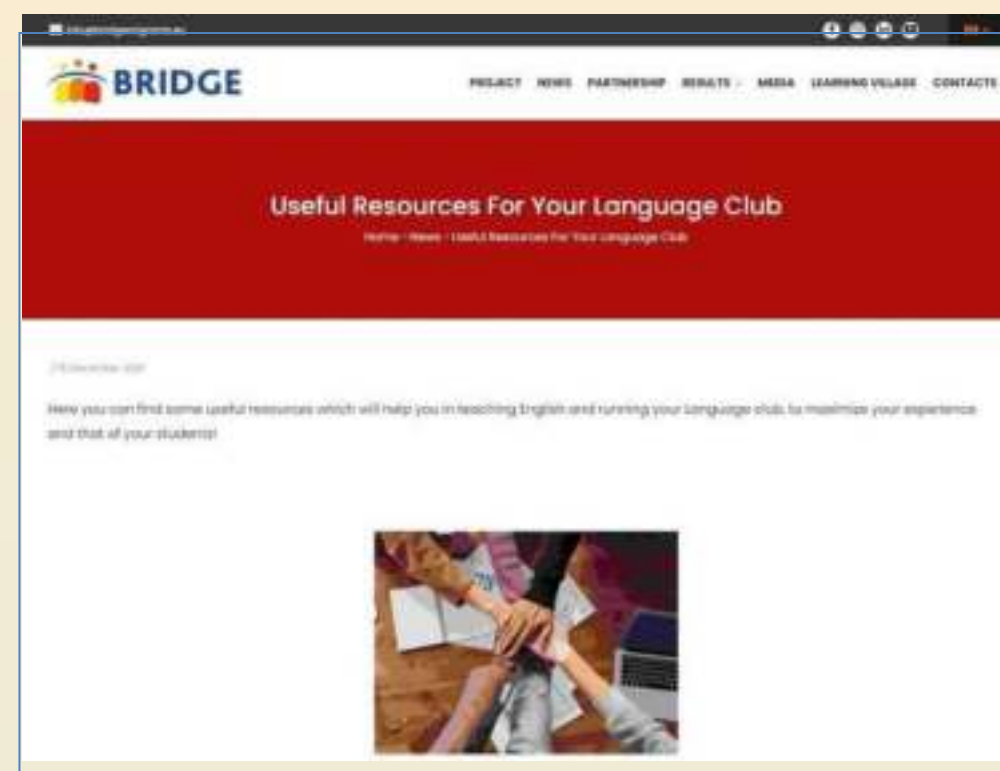 BRIDGE
PROJECT NEWS PARTNERSHIP RESULTS MEDIA LEARNING VILLAGE CONTACTS
Useful Resources For Your Language Club
Home - News - Useful Resources For Your Language Club
Here you can find some useful resources which will help you in teaching English and running your Language club, to maximize your experience
and that of your students!